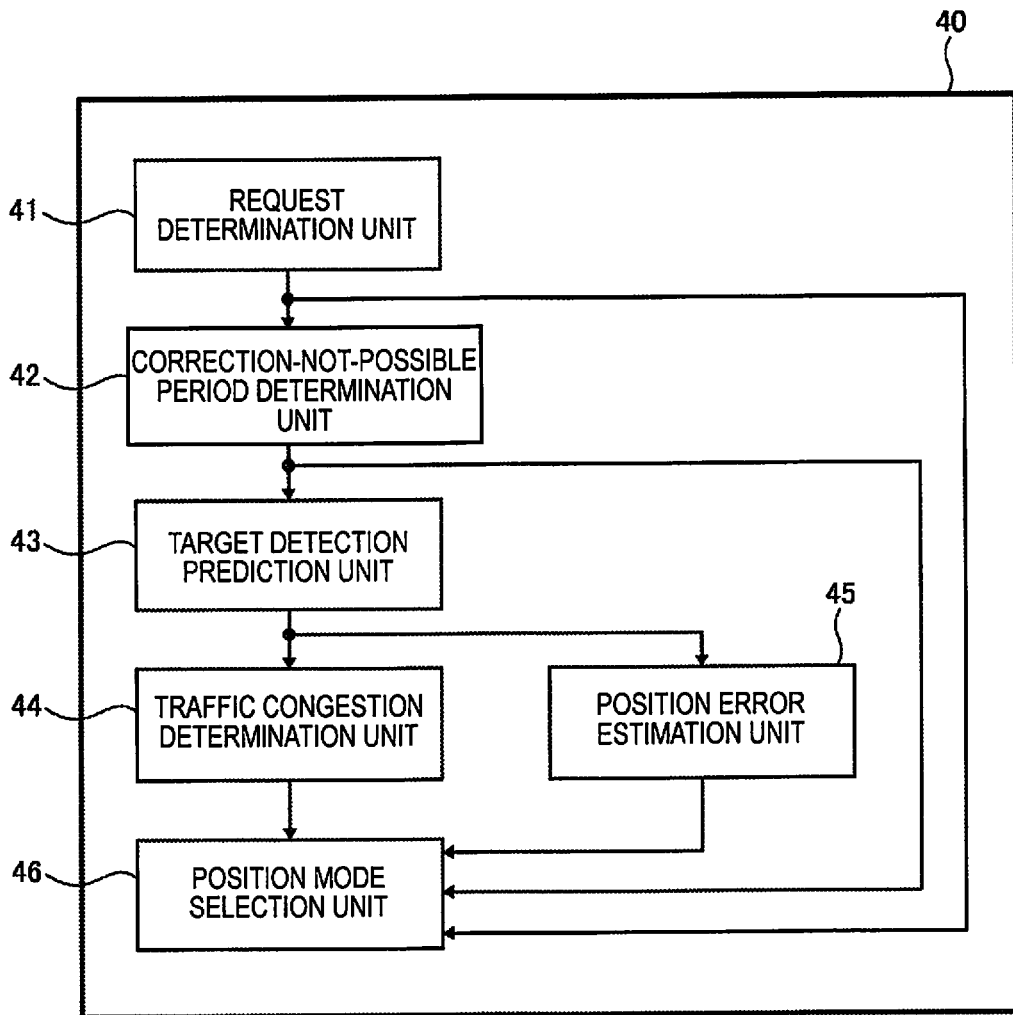 40
41
REQUEST
DETERMINATION UNIT
42
CORRECTION-NOT-POSSIBLE
PERIOD DETERMINATION
UNIT
43
TARGET DETECTION
PREDICTION UNIT
44
TRAFFIC CONGESTION
DETERMINATION UNIT
45
POSITION ERROR
ESTIMATION UNIT
46
POSITION MODE
SELECTION UNIT